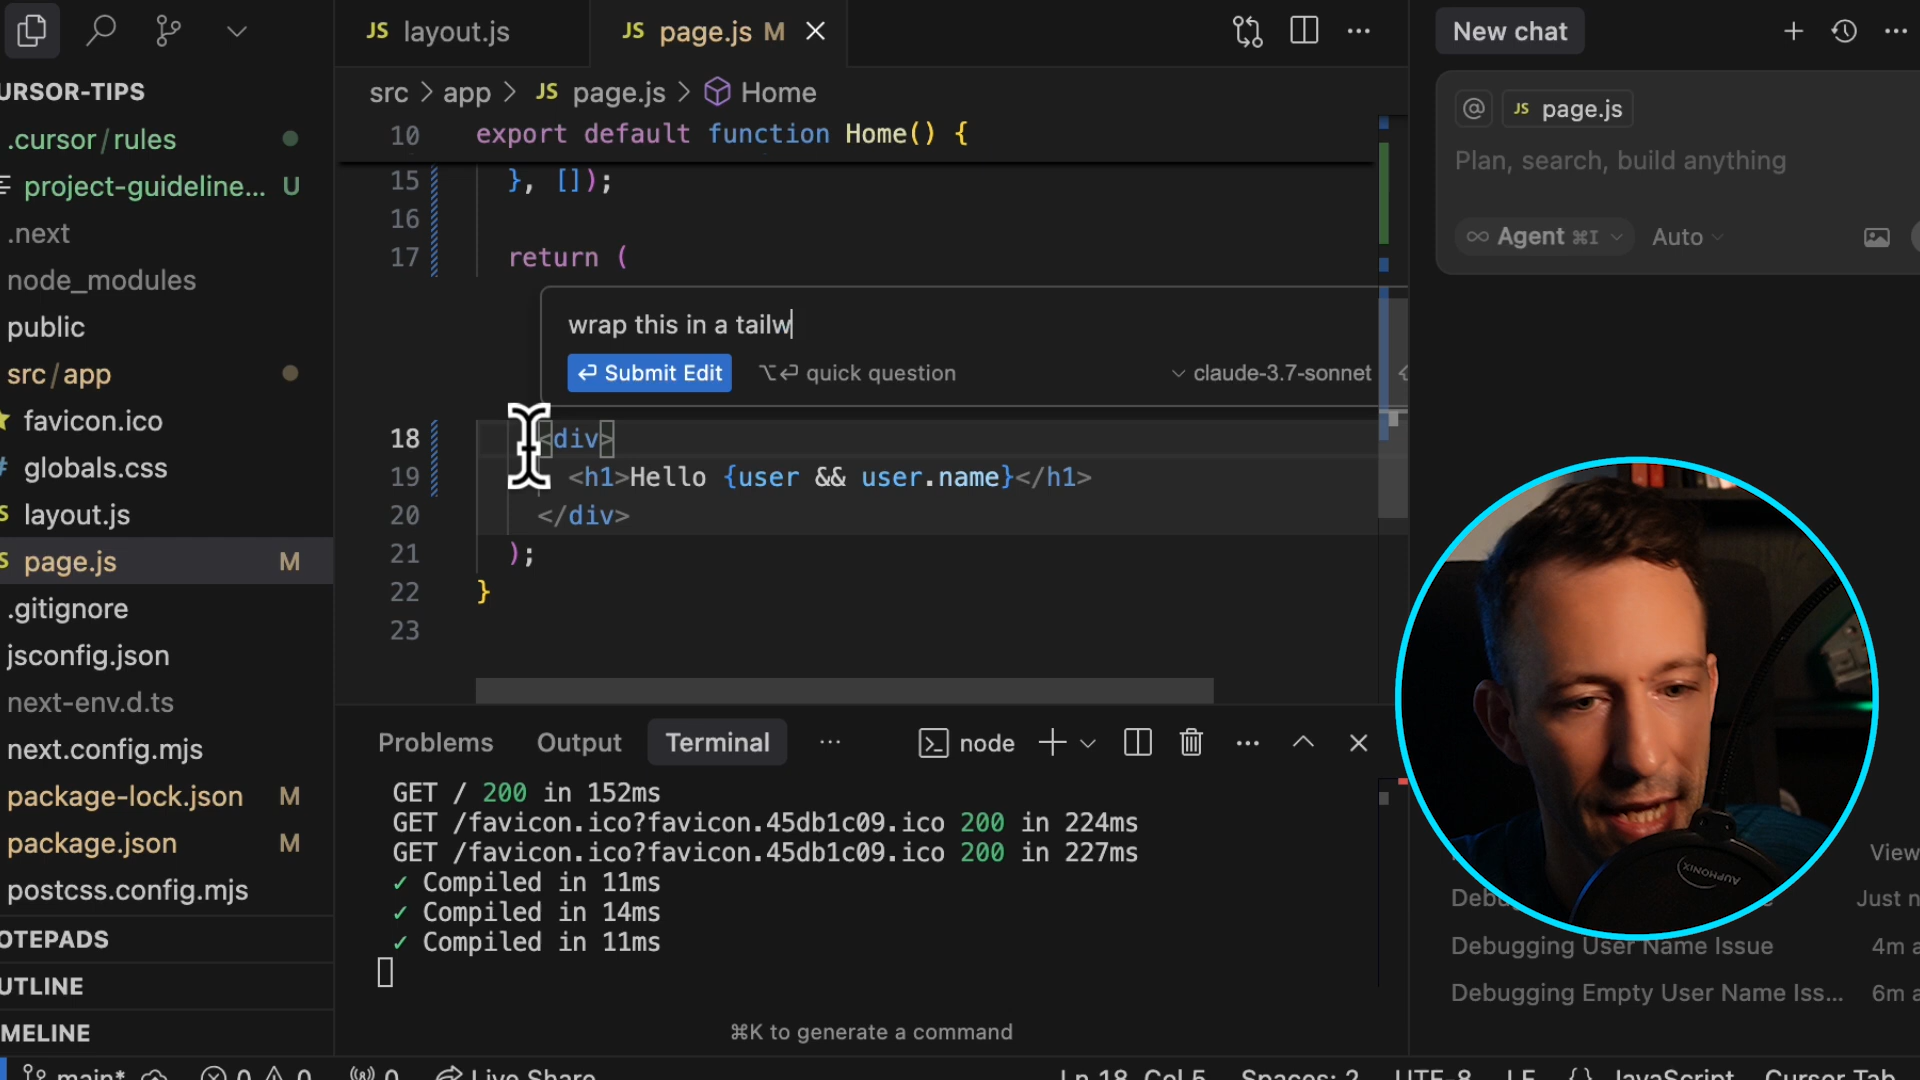 URSOR-TIPS
.cursor/rules
project-guideline... U
.next
node_modules
public
src/app
favicon.ico
globals.css
layout.js
page.js M
.gitignore
jsconfig.json
next-env.d.ts
next.config.mjs
package-lock.json M
package.json M
postcss.config.mjs
OTEPADS
UTLINE
MELINE
JS layout.js
JS page.js M
src > app > JS page.js > Home
10 export default function Home() {
15 }, []);
16
17 return (
wrap this in a tailw
Submit Edit
quick question
claude-3.7-sonnet
18 <div>
19 <h1>Hello {user && user.name}</h1>
20 </div>
21 );
22 }
23
Problems Output Terminal ...
node
GET / 200 in 152ms
GET /favicon.ico?favicon.45db1c09.ico 200 in 224ms
GET /favicon.ico?favicon.45db1c09.ico 200 in 227ms
✓ Compiled in 11ms
✓ Compiled in 14ms
✓ Compiled in 11ms
⌘K to generate a command
New chat
@ JS page.js
Plan, search, build anything
∞ Agent ⌘I Auto
AUPHONIX
View
Just n
Debugging User Name Issue 4m a
Debugging Empty User Name Iss... 6m a
main* 0 0 0 Live Share Ln 18, Col 5 Spaces: 2 UTF-8 LF {} JavaScript Cursor Tab